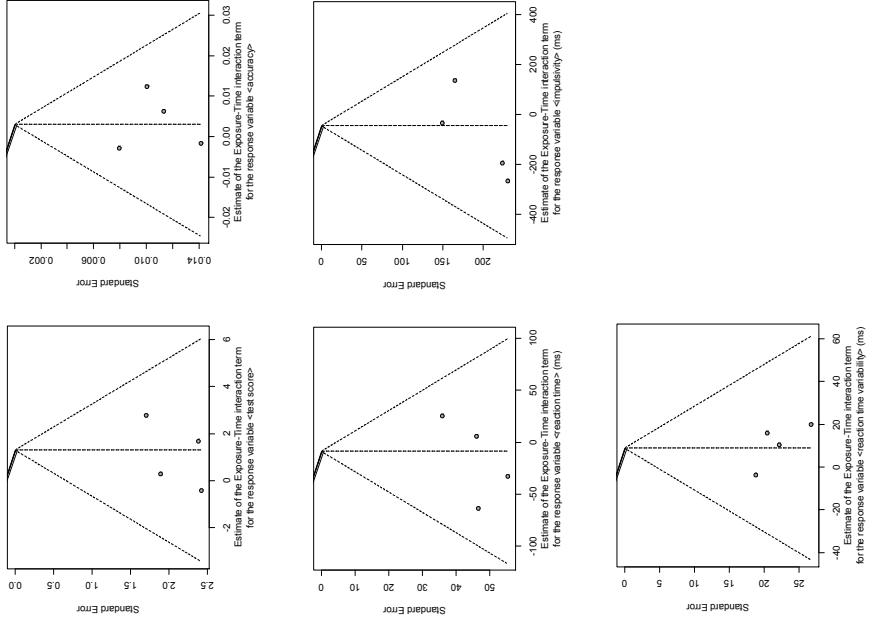 0.0
0.5
1.0
1.5
2.0
2.5
Standard Error
-2 0 2 4 6
Estimate of the Exposure-Time interaction term
for the response variable <test score>
0.002
0.006
0.010
0.014
Standard Error
-0.02 -0.01 0.00 0.01 0.02 0.03
Estimate of the Exposure-Time interaction term
for the response variable <accuracy>
0
10
20
30
40
50
Standard Error
-100 -50 0 50 100
Estimate of the Exposure-Time interaction term
for the response variable <reaction time> (ms)
0
50
100
150
200
Standard Error
-400 -200 0 200 400
Estimate of the Exposure-Time interaction term
for the response variable <impulsivity> (ms)
0
5
10
15
20
25
Standard Error
-40 -20 0 20 40 60
Estimate of the Exposure-Time interaction term
for the response variable <reaction time variability> (ms)